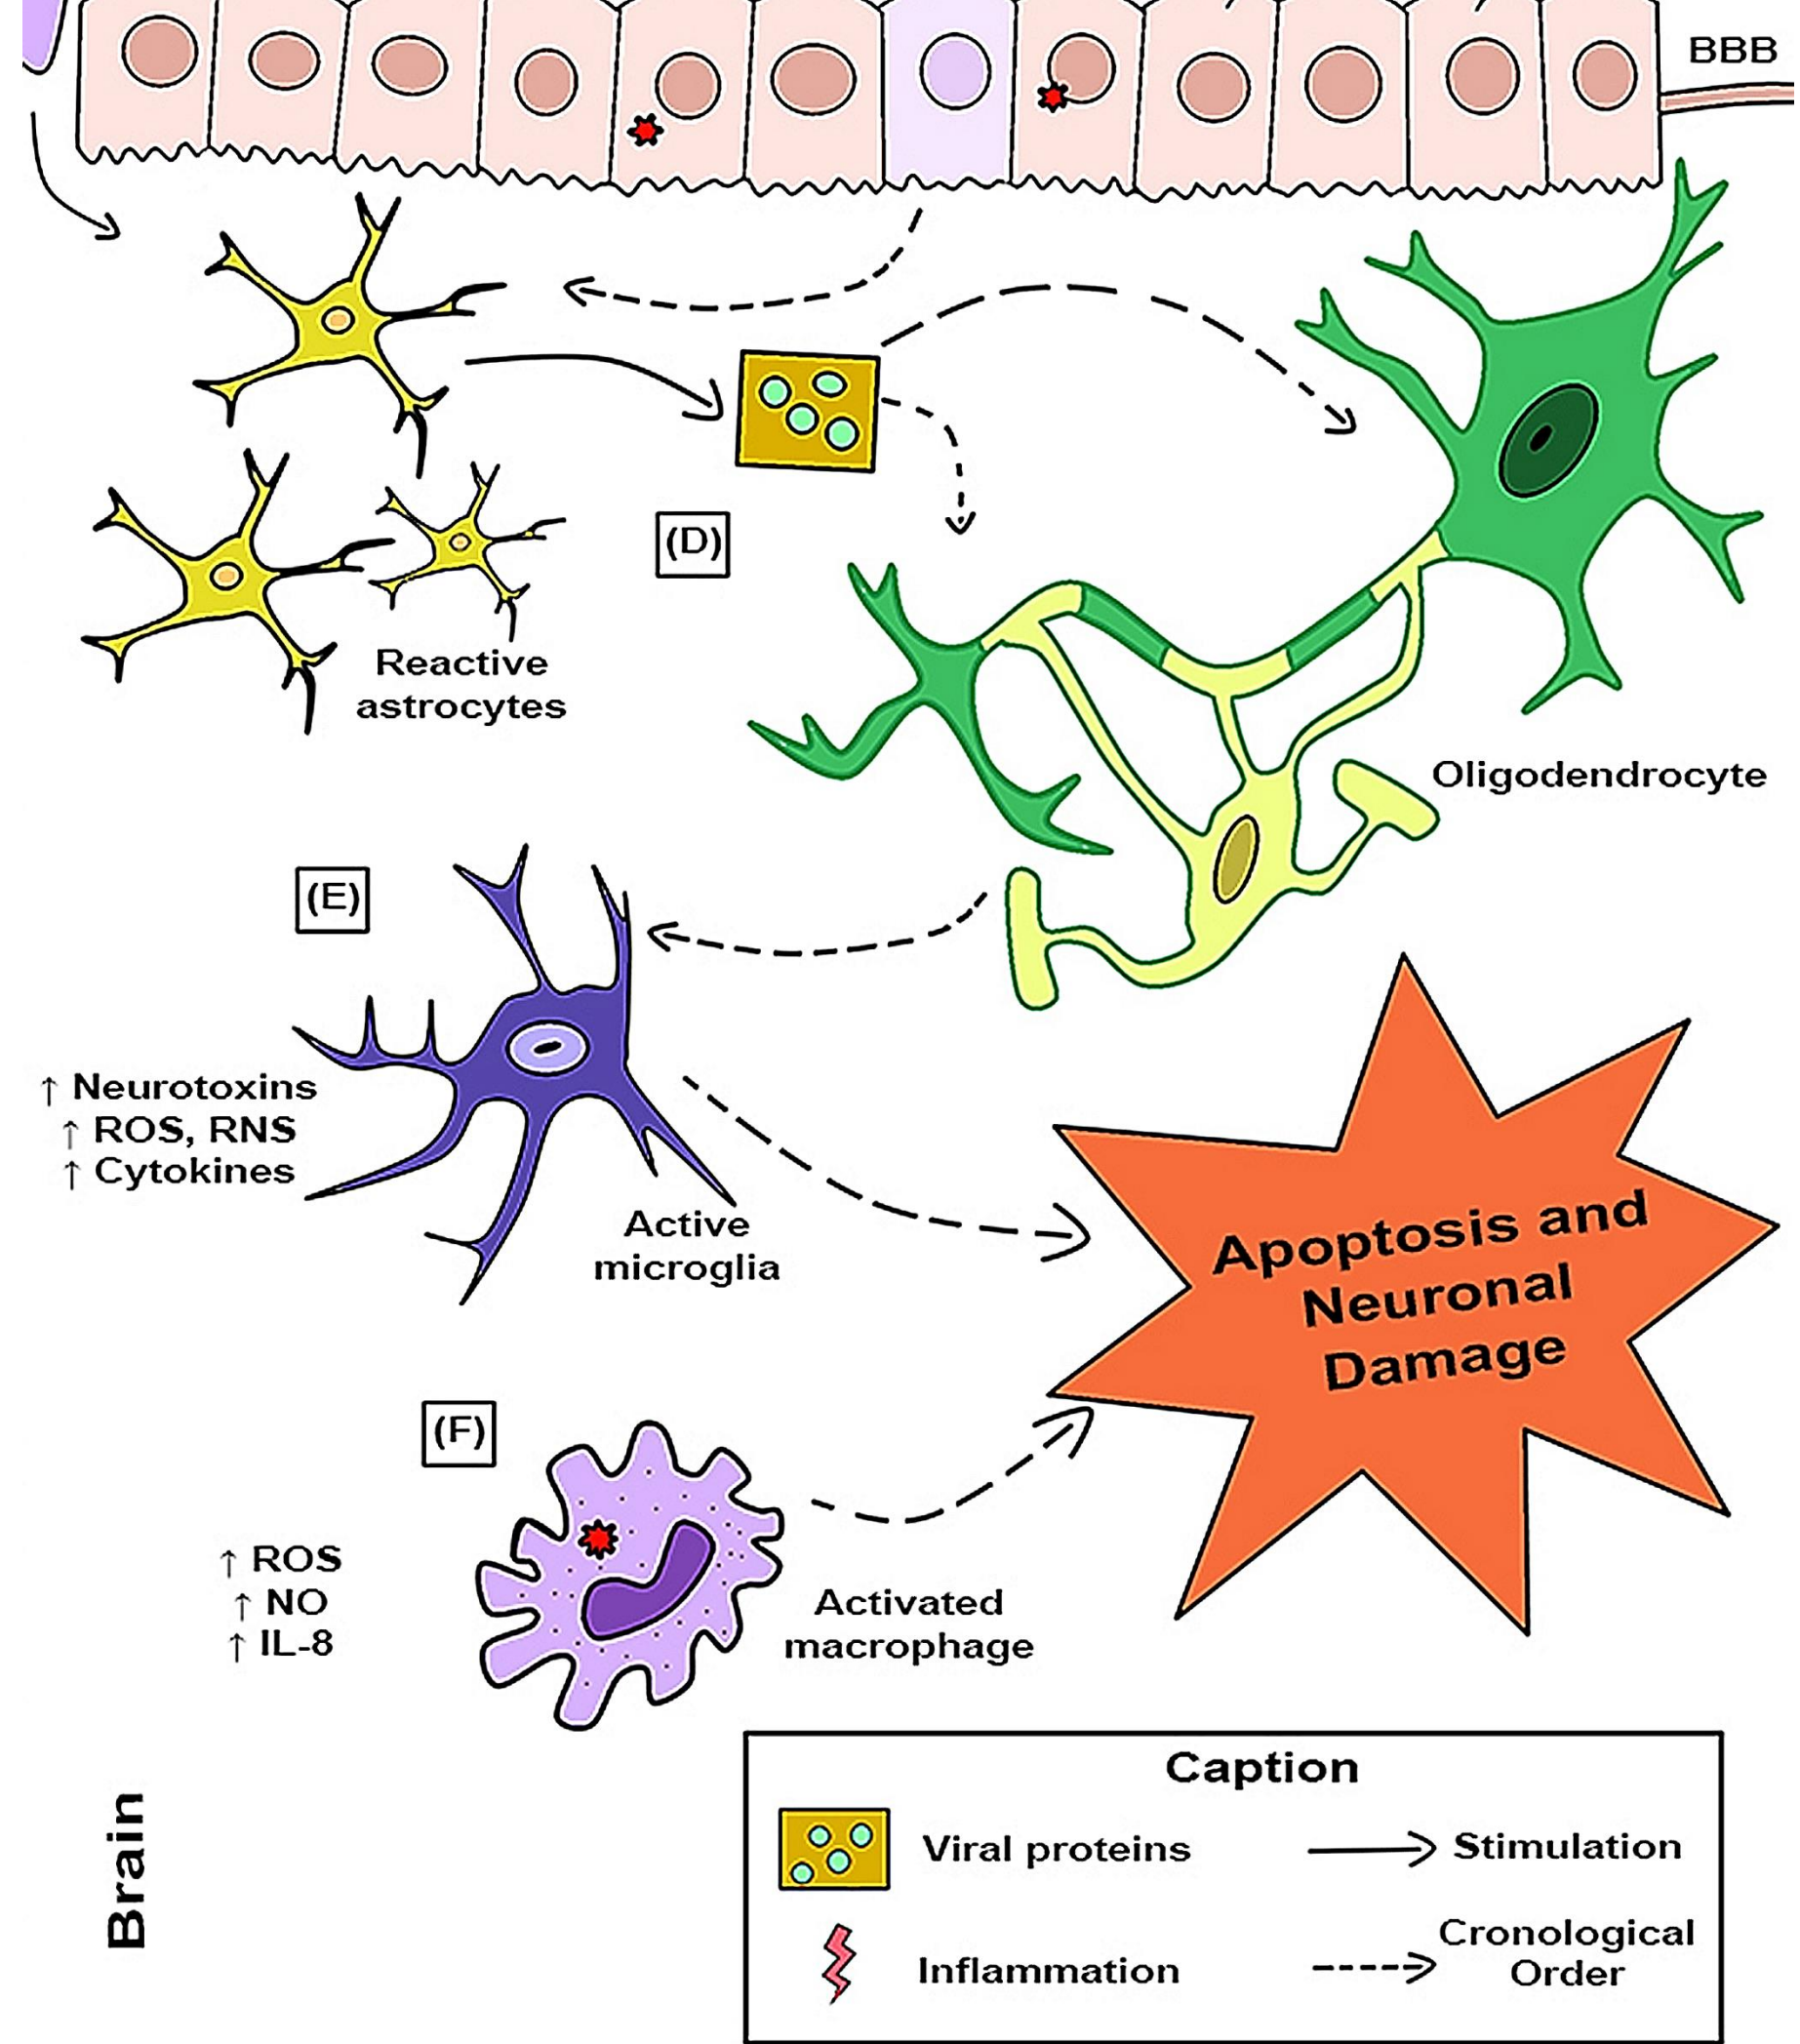 BBB
(D)
Reactive
astrocytes
Oligodendrocyte
(E)
↑ Neurotoxins
↑ ROS, RNS
↑ Cytokines
Active
microglia
Apoptosis and
Neuronal
Damage
(F)
↑ ROS
↑ NO
↑ IL-8
Activated
macrophage
Brain
Caption
Viral proteins
Stimulation
Inflammation
Cronological
Order